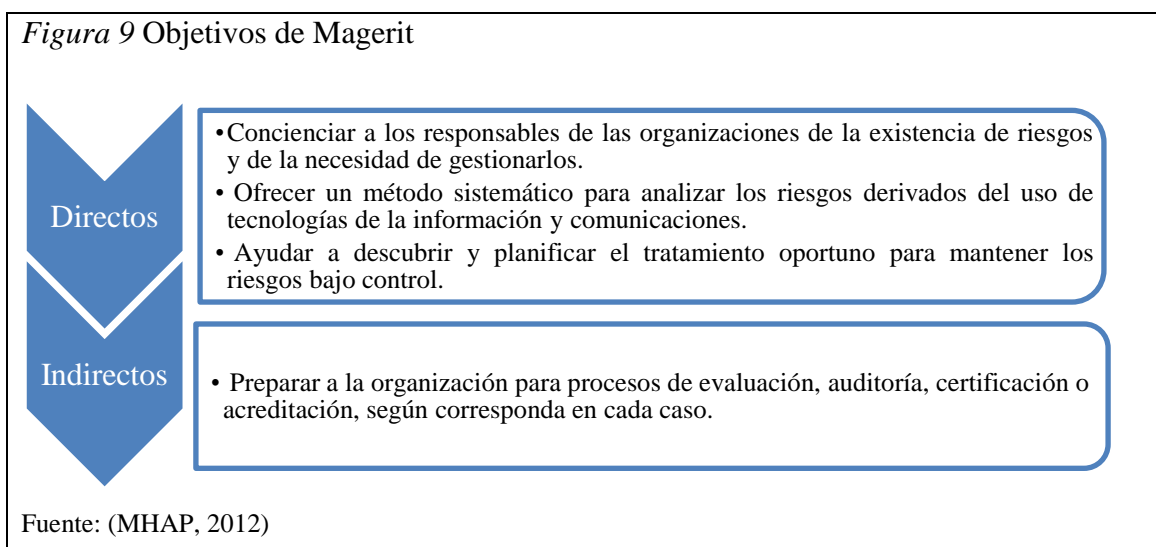 Figura 9 Objetivos de Magerit
Directos
•Concienciar a los responsables de las organizaciones de la existencia de riesgos
y de la necesidad de gestionarlos.
• Ofrecer un método sistemático para analizar los riesgos derivados del uso de
tecnologías de la información y comunicaciones.
• Ayudar a descubrir y planificar el tratamiento oportuno para mantener los
riesgos bajo control.
Indirectos
• Preparar a la organización para procesos de evaluación, auditoría, certificación o
acreditación, según corresponda en cada caso.
Fuente: (MHAP, 2012)